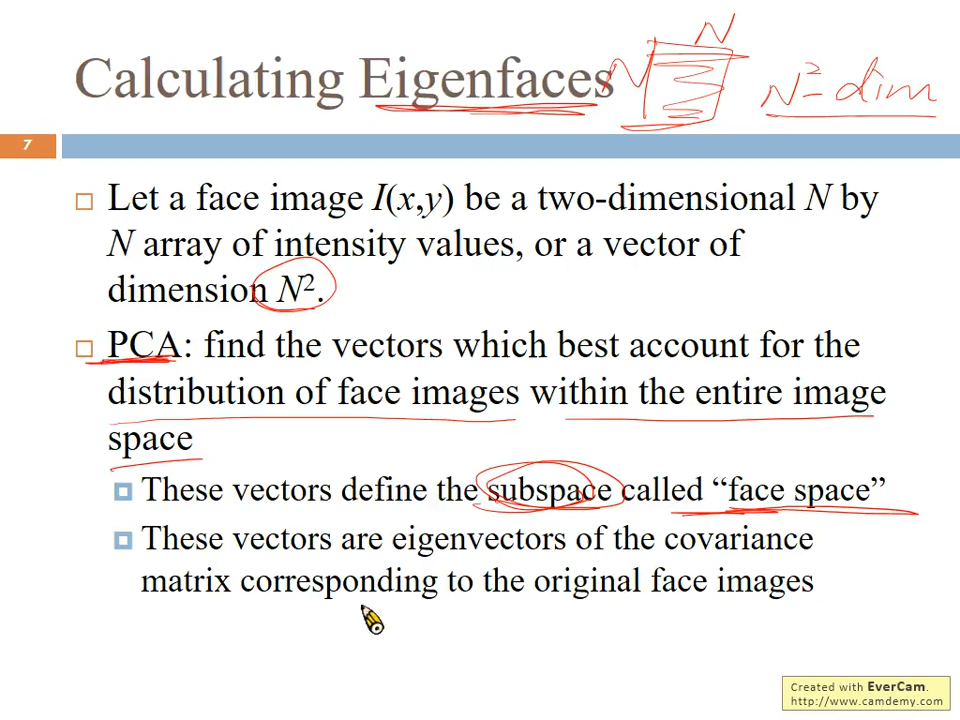 Calculating Eigenfaces
N
N
N²-dim
7
Let a face image I(x,y) be a two-dimensional N by
N array of intensity values, or a vector of
dimension N².
PCA: find the vectors which best account for the
distribution of face images within the entire image
space
These vectors define the subspace called “face space”
These vectors are eigenvectors of the covariance
matrix corresponding to the original face images
Created with EverCam.
http://www.camdemy.com